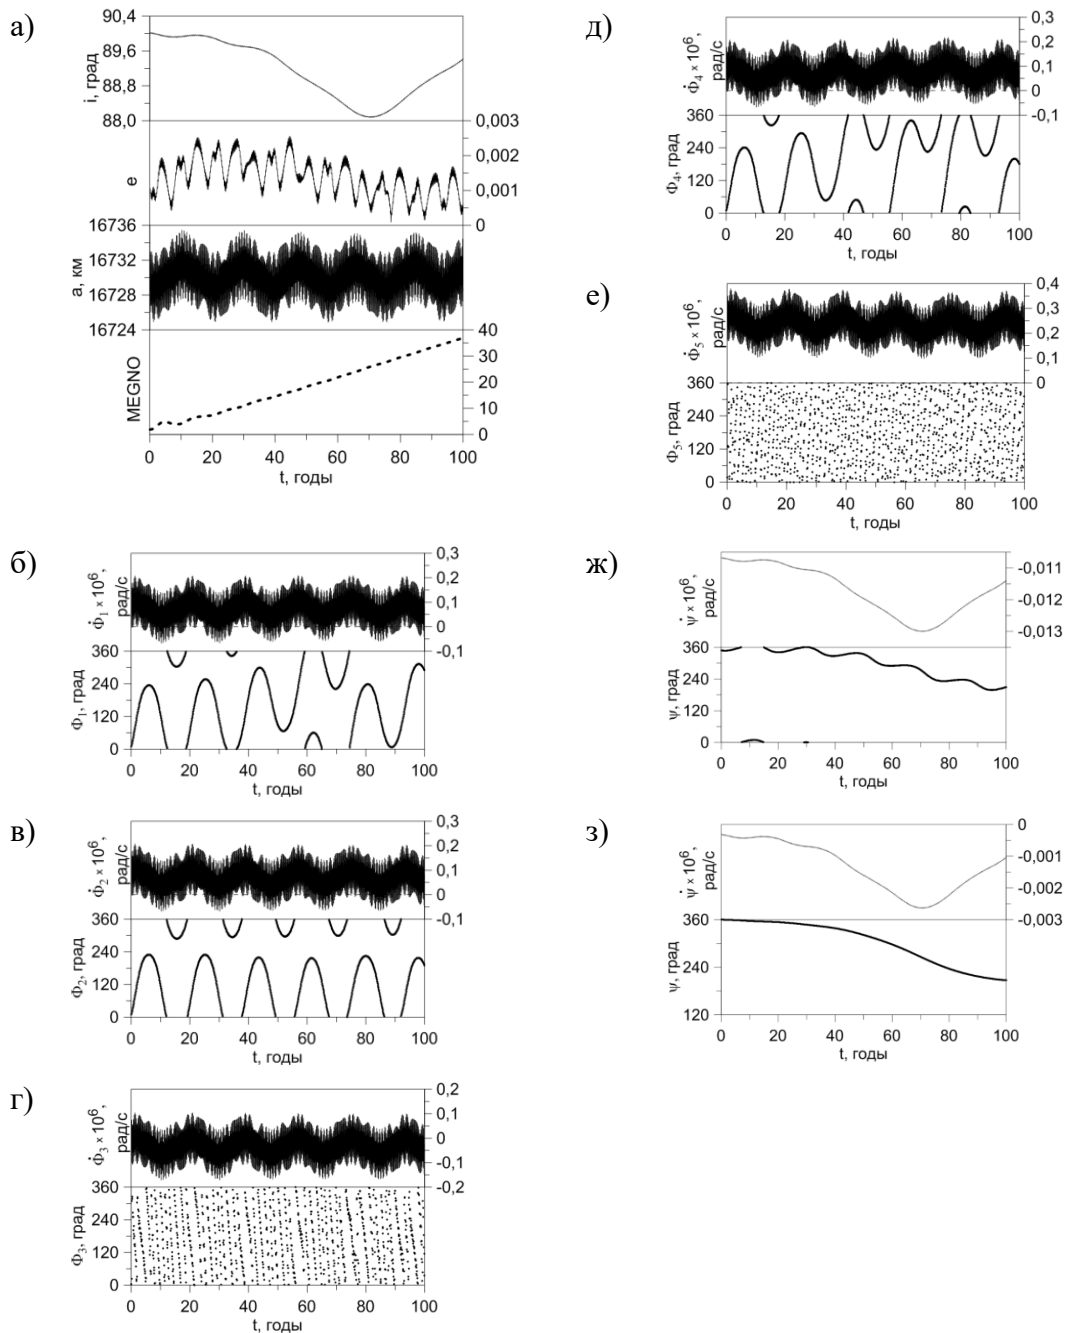 а)
90,4
89,6
88,8
88,0
i, град
0,003
0,002
0,001
0
e
16736
16732
16728
16724
a, км
40
30
20
10
0
MEGNO
0 20 40 60 80 100
t, годы
б)
0,3
0,2
0,1
0
-0,1
Φ̇₁ × 10⁶, рад/с
360
240
120
0
Φ₁, град
0 20 40 60 80 100
t, годы
в)
0,3
0,2
0,1
0
-0,1
Φ̇₂ × 10⁶, рад/с
360
240
120
0
Φ₂, град
0 20 40 60 80 100
t, годы
г)
0,2
0,1
0
-0,1
-0,2
Φ̇₃ × 10⁶, рад/с
360
240
120
0
Φ₃, град
0 20 40 60 80 100
t, годы
д)
0,3
0,2
0,1
0
-0,1
Φ̇₄ × 10⁶, рад/с
360
240
120
0
Φ₄, град
0 20 40 60 80 100
t, годы
е)
0,4
0,3
0,2
0,1
0
Φ̇₅ × 10⁶, рад/с
360
240
120
0
Φ₅, град
0 20 40 60 80 100
t, годы
ж)
-0,011
-0,012
-0,013
ψ̇ × 10⁶, рад/с
360
240
120
0
ψ, град
0 20 40 60 80 100
t, годы
з)
0
-0,001
-0,002
-0,003
ψ̇ × 10⁶, рад/с
360
240
120
ψ, град
0 20 40 60 80 100
t, годы